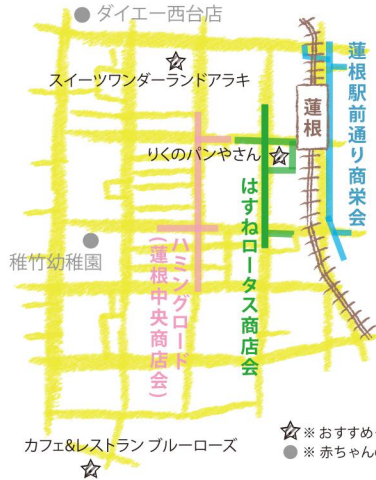 ダイエー西台店
スイーツワンダーランドアラキ
蓮根
蓮根駅前通り商栄会
りくのパンやさん
はすねロータス商店会
稚竹幼稚園
ハミングロード
(蓮根中央商店会)
カフェ&レストラン ブルーローズ
※ おすすめ
※ 赤ちゃん